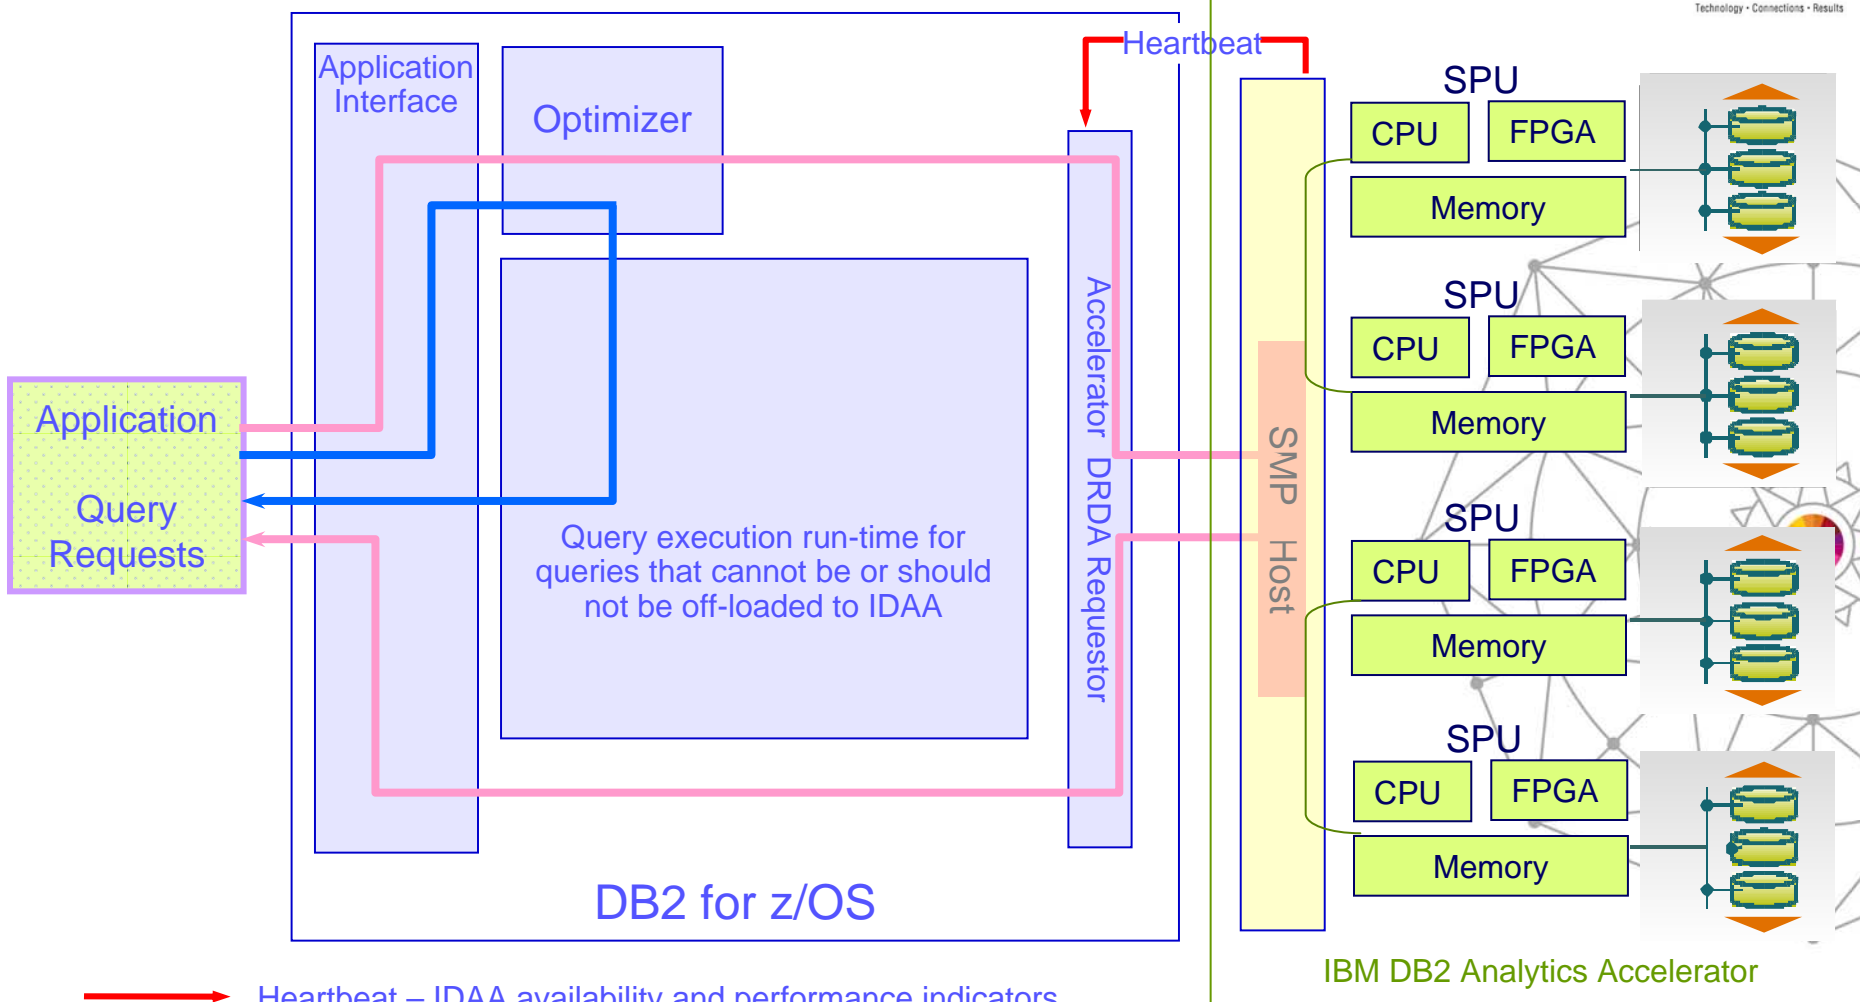 Technology • Connections • Results
Heartbeat
Application
Interface
Optimizer
SPU
CPU
FPGA
Memory
Application
Query
Requests
Query execution run-time for
queries that cannot be or should
not be off-loaded to IDAA
Accelerator DRDA Requestor
SMP Host
SPU
CPU
FPGA
Memory
SPU
CPU
FPGA
Memory
SPU
CPU
FPGA
Memory
DB2 for z/OS
IBM DB2 Analytics Accelerator
Heartbeat – IDAA availability and performance indicators